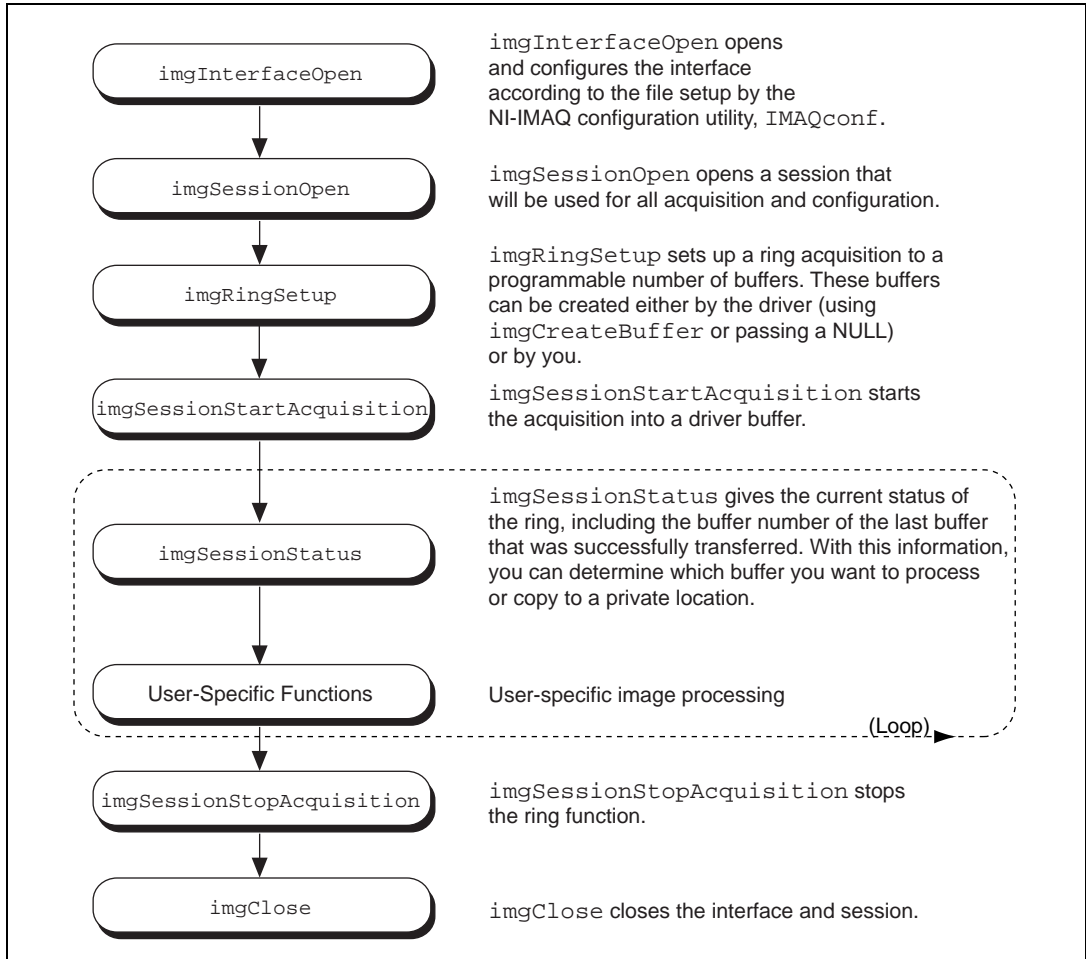 imgInterfaceOpen
imgInterfaceOpen opens
and configures the interface
according to the file setup by the
NI-IMAQ configuration utility, IMAQconf.
imgSessionOpen
imgSessionOpen opens a session that
will be used for all acquisition and configuration.
imgRingSetup
imgRingSetup sets up a ring acquisition to a
programmable number of buffers. These buffers
can be created either by the driver (using
imgCreateBuffer or passing a NULL)
or by you.
imgSessionStartAcquisition
imgSessionStartAcquisition starts
the acquisition into a driver buffer.
imgSessionStatus
imgSessionStatus gives the current status of
the ring, including the buffer number of the last buffer
that was successfully transferred. With this information,
you can determine which buffer you want to process
or copy to a private location.
User-Specific Functions
User-specific image processing
(Loop)
imgSessionStopAcquisition
imgSessionStopAcquisition stops
the ring function.
imgClose
imgClose closes the interface and session.